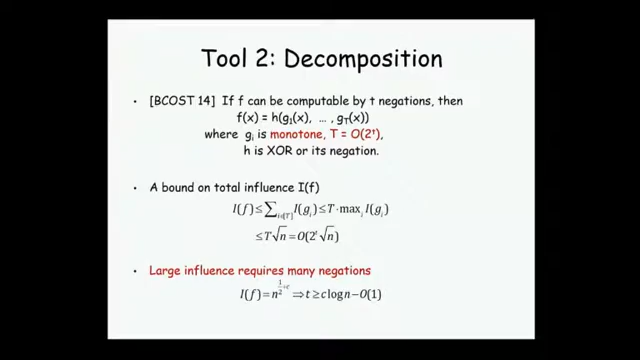 Tool 2: Decomposition
• [BCOST 14] If f can be computable by t negations, then
f(x) = h(g₁(x), … , g_T(x))
where gᵢ is monotone, T = O(2ᵗ),
h is XOR or its negation.
• A bound on total influence I(f)
I(f) ≤ ∑_{i∈[T]} I(gᵢ) ≤ T · maxᵢ I(gᵢ)
≤ T√n = O(2ᵗ√n)
• Large influence requires many negations
I(f) = n^{1/2+c} ⇒ t ≥ c log n − O(1)